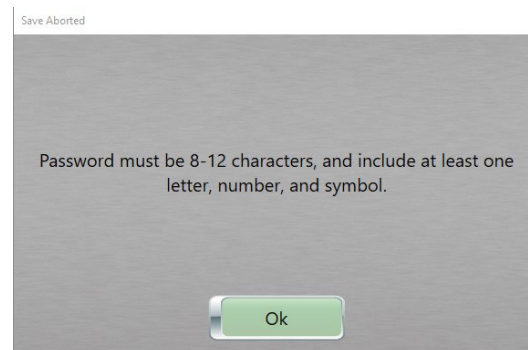 Save Aborted
Password must be 8-12 characters, and include at least one
letter, number, and symbol.
Ok